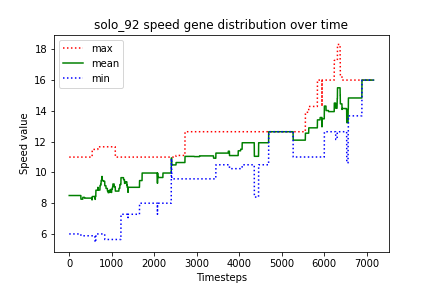 solo_92 speed gene distribution over time
max
mean
min
Speed value
18
16
14
12
10
8
6
0 1000 2000 3000 4000 5000 6000 7000
Timesteps